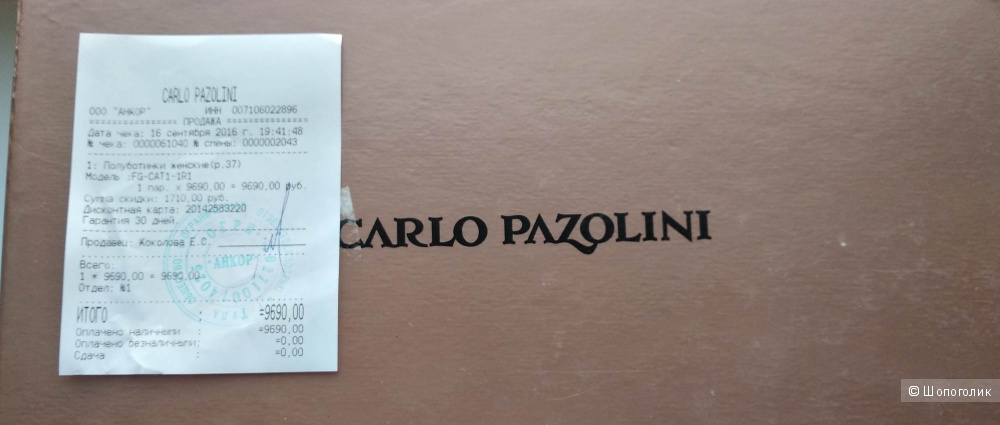 CARLO PAZOLINI
ООО "АНКОР" ИНН 007106022896
================ ПРОДАЖА ================
Дата чека: 16 сентября 2016 г. 19:41:48
№ чека: 0000061040 № смены: 0000002043
1: Полуботинки женские(р.37)
Модель :FG-CAT1-1R1
1 пар. x 9690,00 = 9690,00 руб.
Сумма скидки: 1710,00 руб.
Дисконтная карта: 20142583220
Гарантия 30 дней.
Продавец: Коколова Е.С.
Всего:
1 * 9690,00 = 9690,00
Отдел: №1
ИТОГО : =9690,00
Оплачено наличными : =9690,00
Оплачено безналичными: =0,00
Сдача : =0,00
"АНКОР"
ТУЛА
CARLO PAZOLINI
© Шопоголик